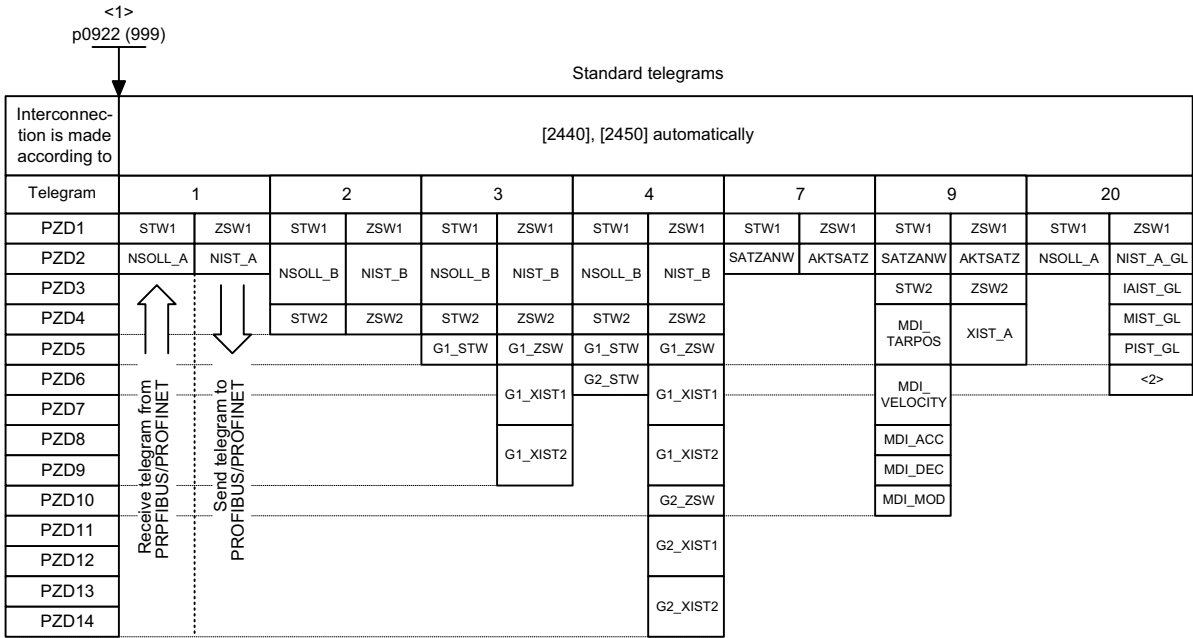 <1>
p0922 (999)
Standard telegrams
Interconnec-
tion is made
according to
[2440], [2450] automatically
Telegram 1 2 3 4 7 9 20
PZD1 STW1 ZSW1 STW1 ZSW1 STW1 ZSW1 STW1 ZSW1 STW1 ZSW1 STW1 ZSW1 STW1 ZSW1
PZD2 NSOLL_A NIST_A NSOLL_B NIST_B NSOLL_B NIST_B NSOLL_B NIST_B SATZANW AKTSATZ SATZANW AKTSATZ NSOLL_A NIST_A_GL
PZD3 STW2 ZSW2 IAIST_GL
PZD4 STW2 ZSW2 STW2 ZSW2 STW2 ZSW2 MDI_
TARPOS XIST_A MIST_GL
PZD5 G1_STW G1_ZSW G1_STW G1_ZSW PIST_GL
PZD6 G1_XIST1 G2_STW G1_XIST1 MDI_
VELOCITY <2>
PZD7
PZD8 G1_XIST2 G1_XIST2 MDI_ACC
PZD9 MDI_DEC
PZD10 G2_ZSW MDI_MOD
PZD11 G2_XIST1
PZD12
PZD13 G2_XIST2
PZD14
Receive telegram from
PRPFIBUS/PROFINET
Send telegram to
PROFIBUS/PROFINET